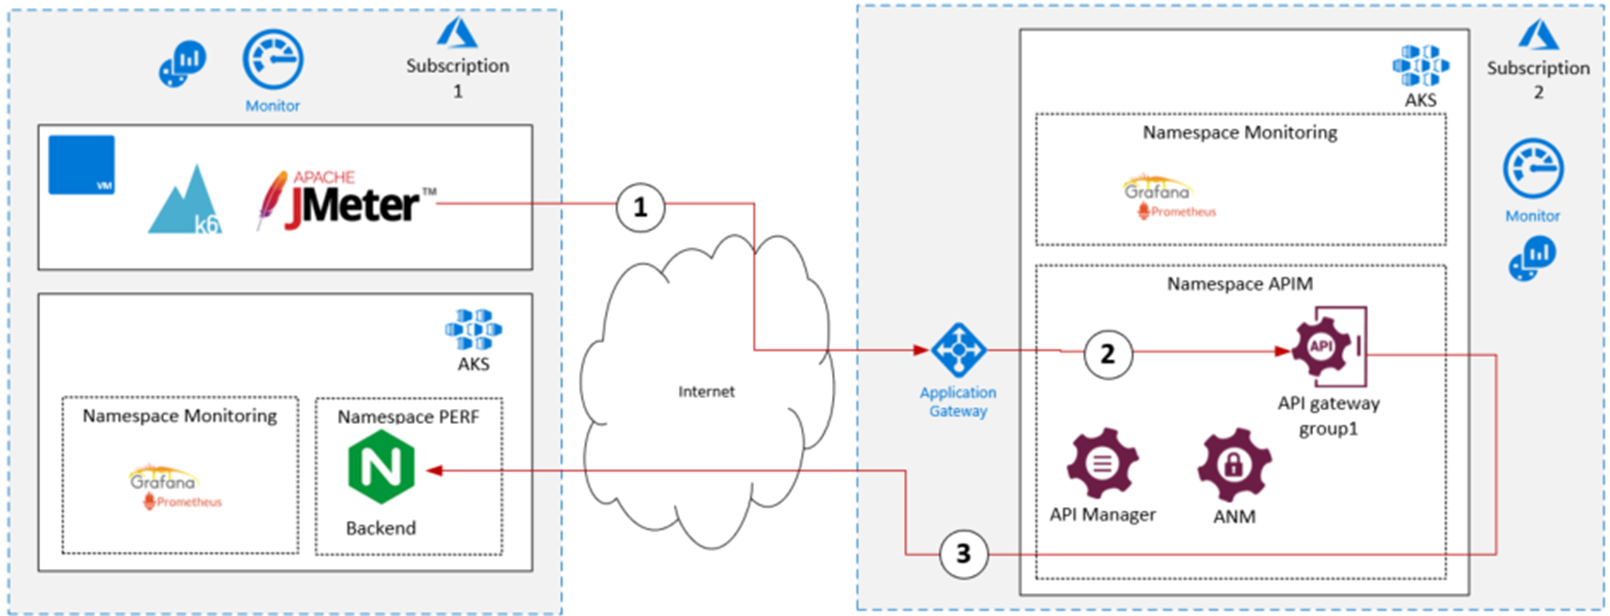 Subscription
1
Monitor
VM
k6
APACHE
JMeter™
AKS
Namespace Monitoring
Grafana
Prometheus
Namespace PERF
Backend
1
Internet
Application
Gateway
Subscription
2
Monitor
AKS
Namespace Monitoring
Grafana
Prometheus
Namespace APIM
2
API
API gateway
group1
API Manager
ANM
3